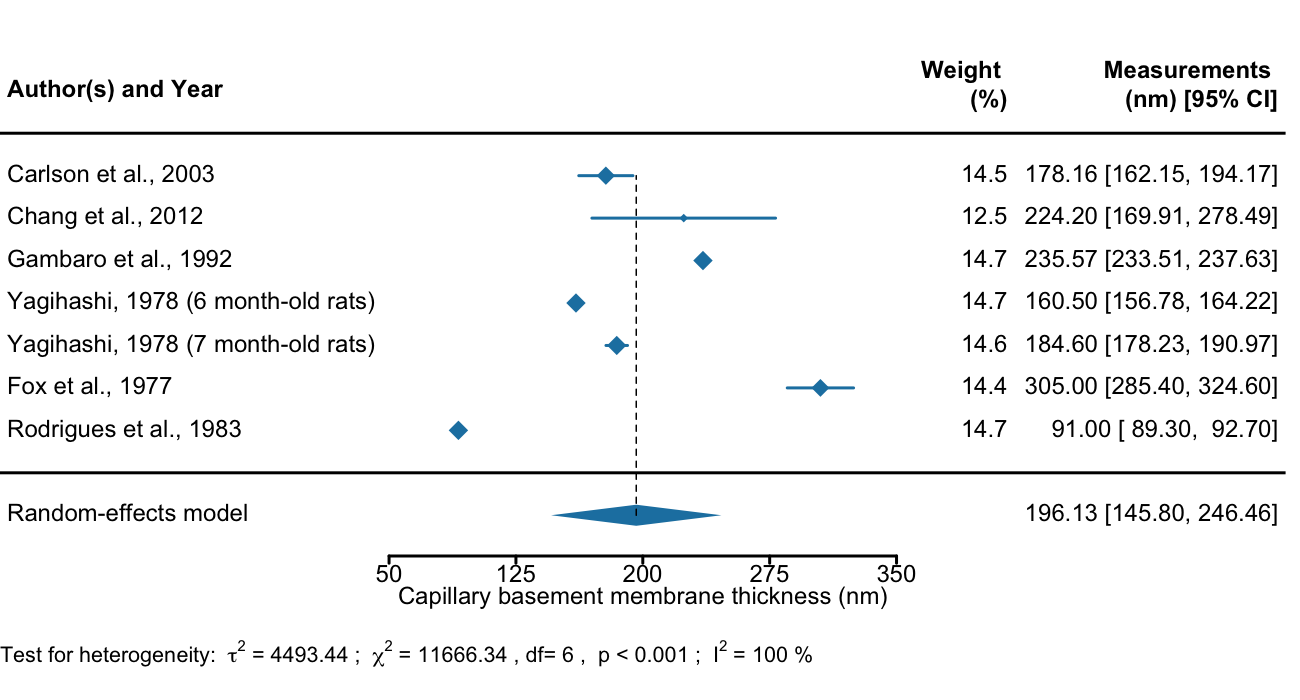 Author(s) and Year Weight (%) Measurements (nm) [95% CI]
Carlson et al., 2003 14.5 178.16 [162.15, 194.17]
Chang et al., 2012 12.5 224.20 [169.91, 278.49]
Gambaro et al., 1992 14.7 235.57 [233.51, 237.63]
Yagihashi, 1978 (6 month-old rats) 14.7 160.50 [156.78, 164.22]
Yagihashi, 1978 (7 month-old rats) 14.6 184.60 [178.23, 190.97]
Fox et al., 1977 14.4 305.00 [285.40, 324.60]
Rodrigues et al., 1983 14.7 91.00 [ 89.30, 92.70]
Random-effects model 196.13 [145.80, 246.46]
50 125 200 275 350
Capillary basement membrane thickness (nm)
Test for heterogeneity: τ² = 4493.44 ; χ² = 11666.34 , df= 6 , p < 0.001 ; I² = 100 %